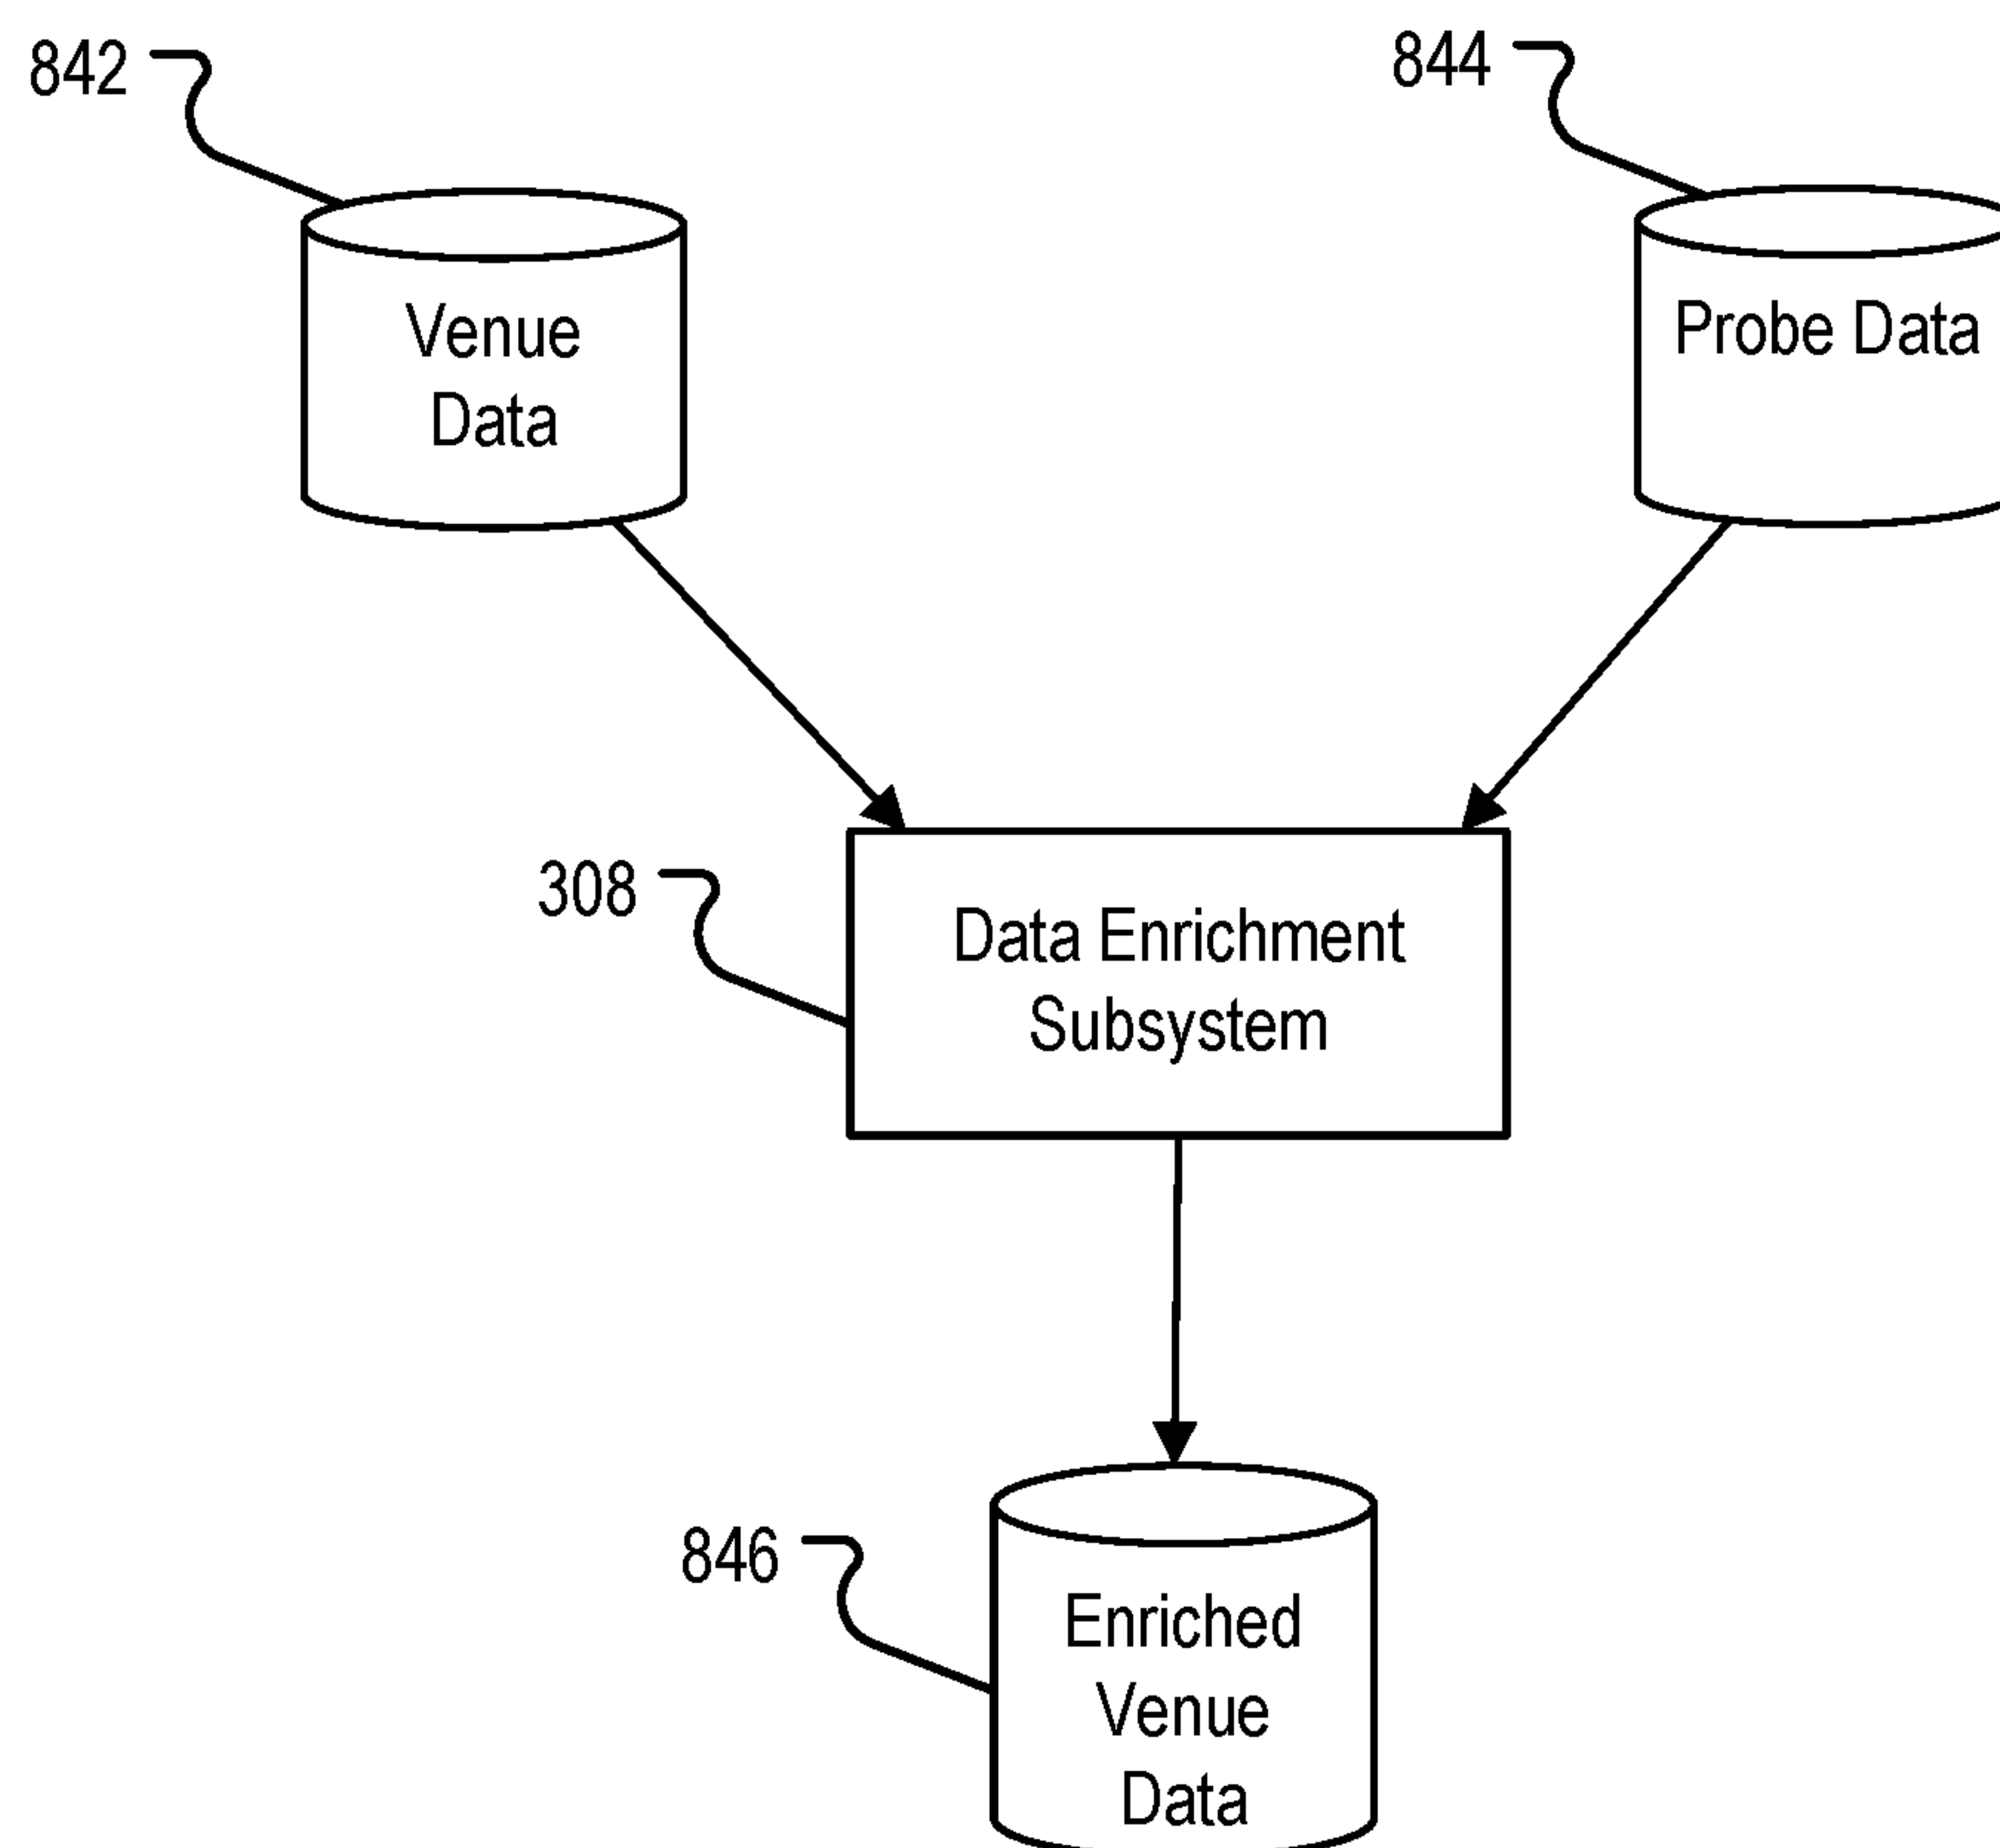 842
844
Venue
Data
Probe Data
308
Data Enrichment
Subsystem
846
Enriched
Venue
Data